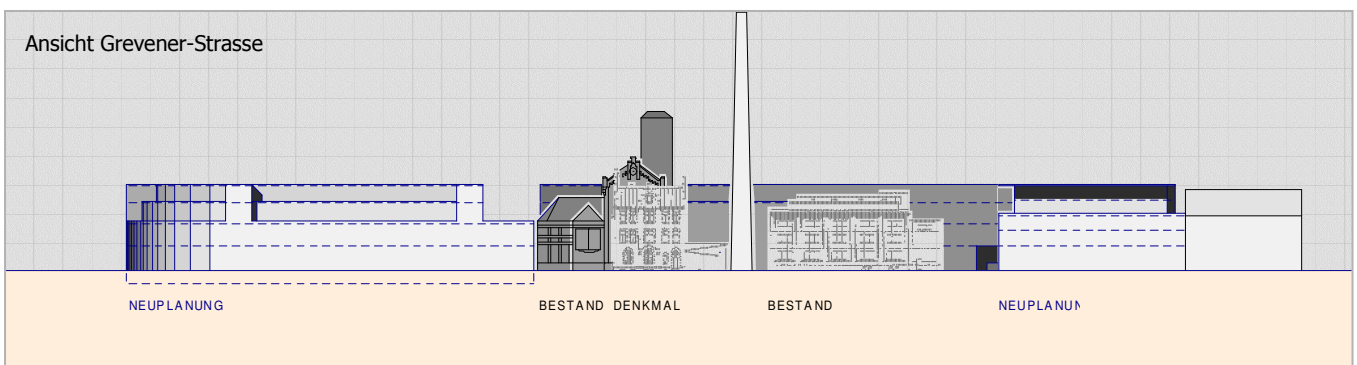 Ansicht Grevener-Strasse
NEUPLANUNG BESTAND DENKMAL BESTAND NEUPLANUN